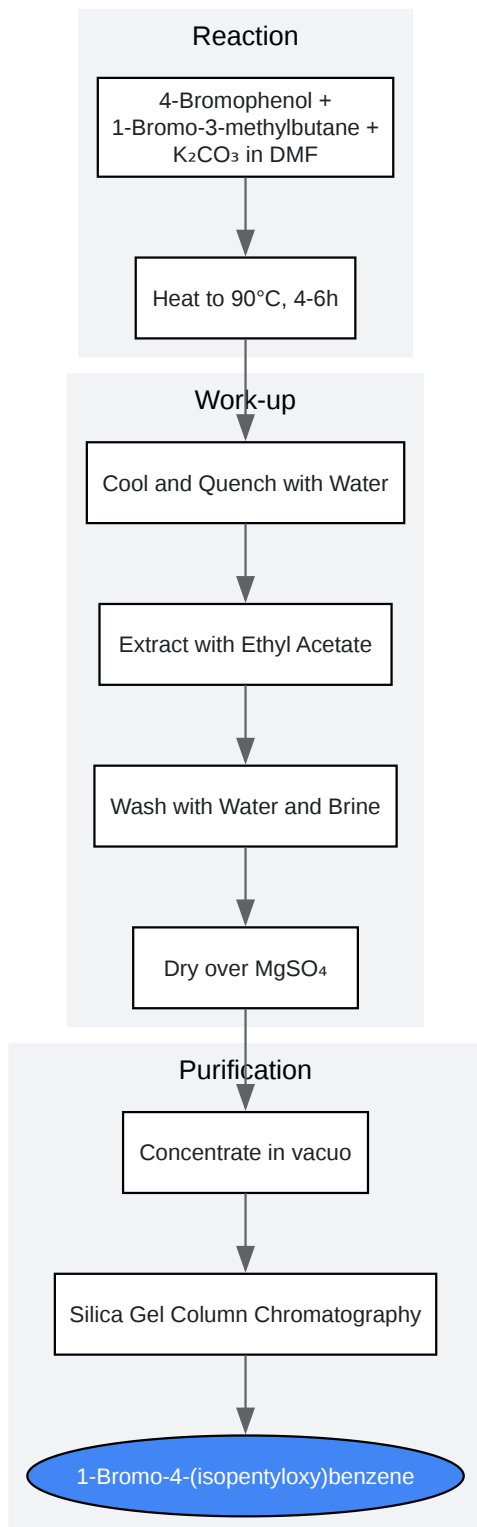 Reaction
4-Bromophenol +
1-Bromo-3-methylbutane +
K₂CO₃ in DMF
Heat to 90°C, 4-6h
Work-up
Cool and Quench with Water
Extract with Ethyl Acetate
Wash with Water and Brine
Dry over MgSO₄
Purification
Concentrate in vacuo
Silica Gel Column Chromatography
1-Bromo-4-(isopentyloxy)benzene